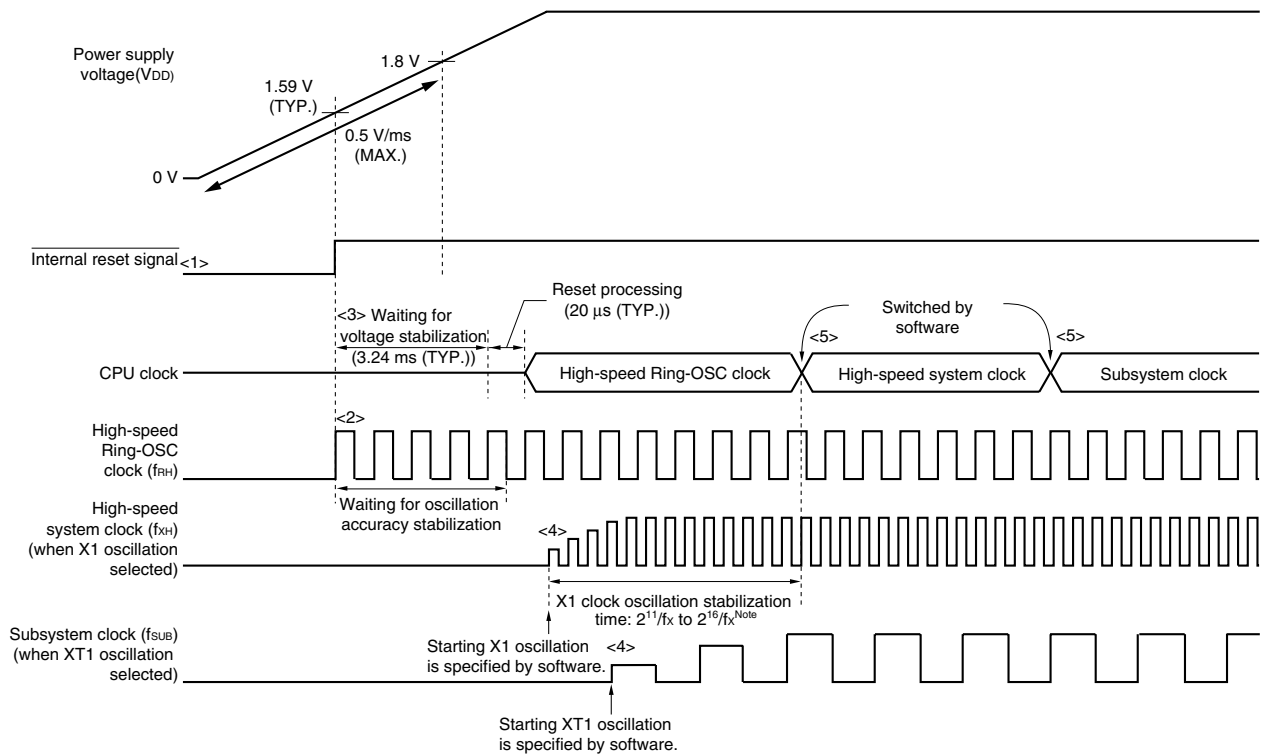 Power supply
voltage(VDD)
1.8 V
1.59 V
(TYP.)
0.5 V/ms
(MAX.)
0 V
Internal reset signal
<1>
Reset processing
(20 μs (TYP.))
<3> Waiting for
voltage stabilization
(3.24 ms (TYP.))
Switched by
software
<5>
<5>
CPU clock
High-speed Ring-OSC clock
High-speed system clock
Subsystem clock
<2>
High-speed
Ring-OSC
clock (fRH)
Waiting for oscillation
accuracy stabilization
High-speed
system clock (fXH)
(when X1 oscillation
selected)
<4>
X1 clock oscillation stabilization
time: 2^11/fX to 2^16/fX^Note
Subsystem clock (fSUB)
(when XT1 oscillation
selected)
Starting X1 oscillation
is specified by software.
<4>
Starting XT1 oscillation
is specified by software.